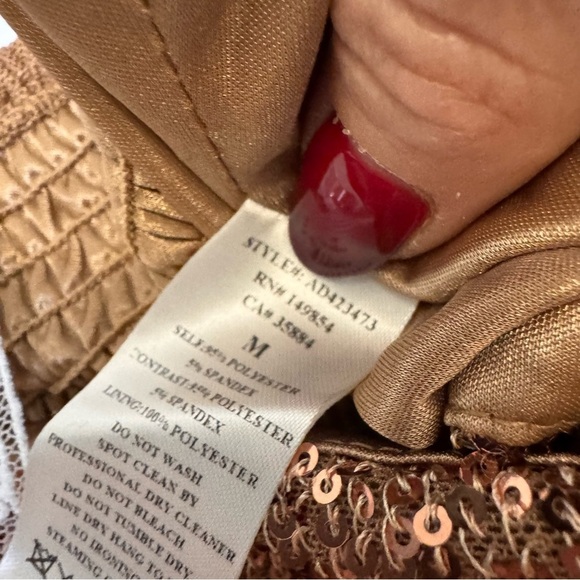 STYLE#: AD423473
RN# 149854
CA# 35884
M
SELF:95% POLYESTER
5% SPANDEX
CONTRAST:95% POLYESTER
5% SPANDEX
LINING:100% POLYESTER
DO NOT WASH
SPOT CLEAN BY
PROFESSIONAL DRY CLEANER
DO NOT BLEACH
DO NOT TUMBLE DRY
LINE DRY HANG TO
NO IRONING
STEAMING